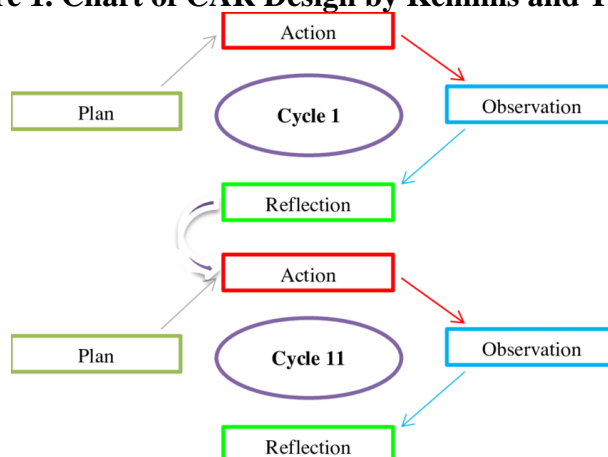 Action
Plan
Cycle 1
Observation
Reflection
Action
Plan
Cycle 11
Observation
Reflection